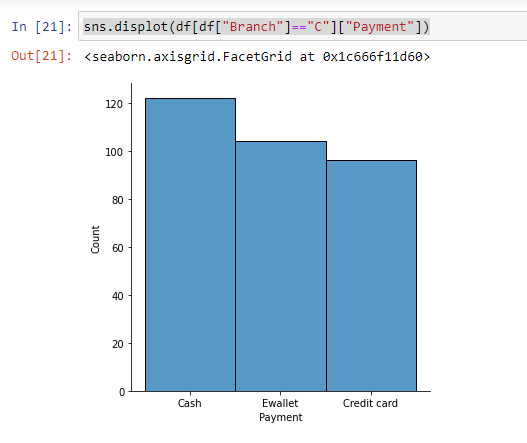 In [21]: sns.displot(df[df["Branch"]=="C"]["Payment"])
Out[21]: <seaborn.axisgrid.FacetGrid at 0x1c666f11d60>
120
100
80
60
40
20
0
Count
Cash Ewallet Credit card
Payment